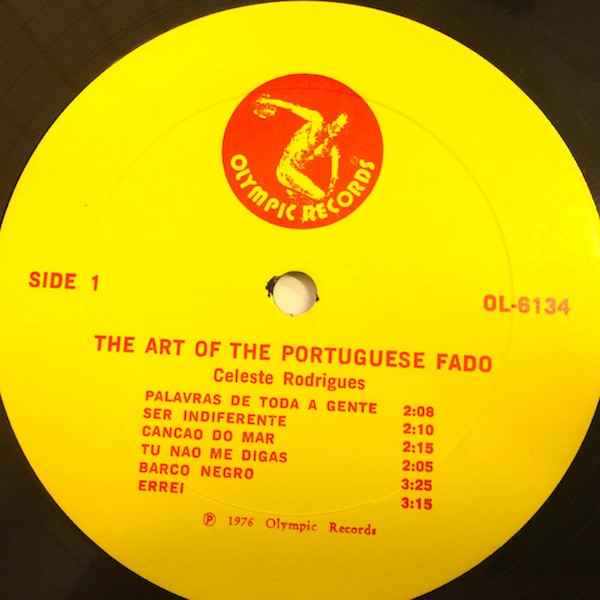 OLYMPIC RECORDS
SIDE 1
OL-6134
THE ART OF THE PORTUGUESE FADO
Celeste Rodrigues
PALAVRAS DE TODA A GENTE 2:08
SER INDIFERENTE 2:10
CANCAO DO MAR 2:15
TU NAO ME DIGAS 2:05
BARCO NEGRO 3:25
ERREI 3:15
℗ 1976 Olympic Records